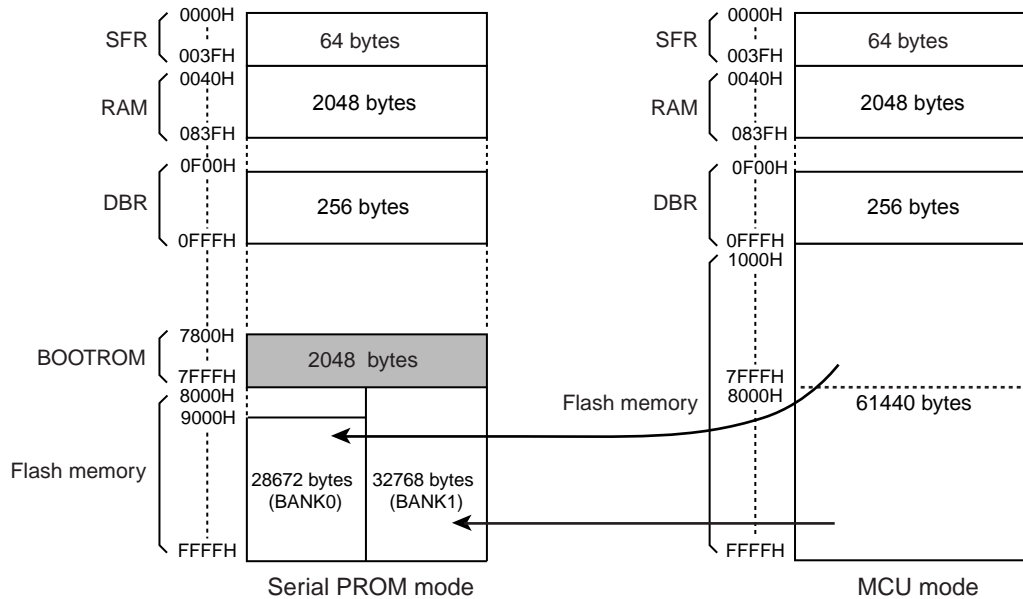 0000H
SFR
64 bytes
003FH
0040H
RAM
2048 bytes
083FH
0F00H
DBR
256 bytes
0FFFH
7800H
BOOTROM
2048 bytes
7FFFH
8000H
9000H
Flash memory
28672 bytes
(BANK0)
32768 bytes
(BANK1)
FFFFH
Serial PROM mode
0000H
SFR
64 bytes
003FH
0040H
RAM
2048 bytes
083FH
0F00H
DBR
256 bytes
0FFFH
1000H
7FFFH
8000H
Flash memory
61440 bytes
FFFFH
MCU mode